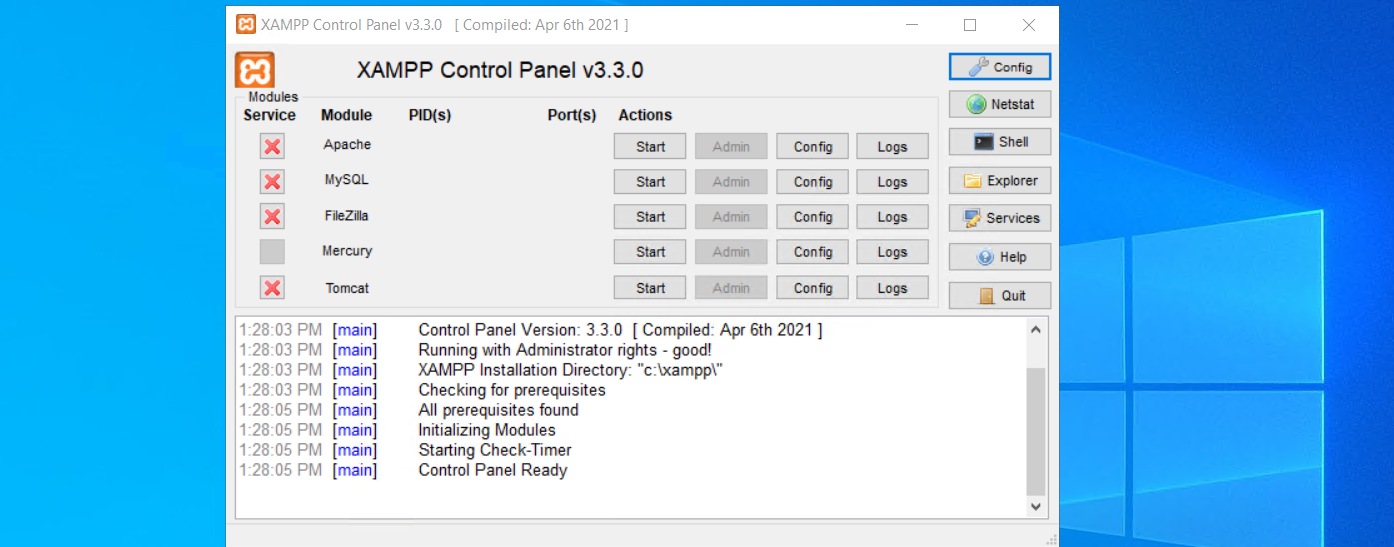 XAMPP Control Panel v3.3.0 [ Compiled: Apr 6th 2021 ]
XAMPP Control Panel v3.3.0
Config
Modules
Netstat
Service Module PID(s) Port(s) Actions
Shell
Apache Start Admin Config Logs
MySQL Start Admin Config Logs
Explorer
FileZilla Start Admin Config Logs
Services
Mercury Start Admin Config Logs
Help
Tomcat Start Admin Config Logs
Quit
1:28:03 PM [main] Control Panel Version: 3.3.0 [ Compiled: Apr 6th 2021 ]
1:28:03 PM [main] Running with Administrator rights - good!
1:28:03 PM [main] XAMPP Installation Directory: "c:\xampp\"
1:28:03 PM [main] Checking for prerequisites
1:28:05 PM [main] All prerequisites found
1:28:05 PM [main] Initializing Modules
1:28:05 PM [main] Starting Check-Timer
1:28:05 PM [main] Control Panel Ready